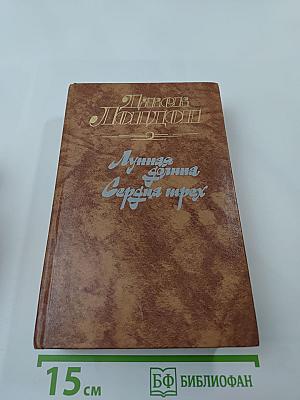 Джек
Лондон
Лунная
долина
Сердца трех
15 см
БФ БИБЛИОФАН